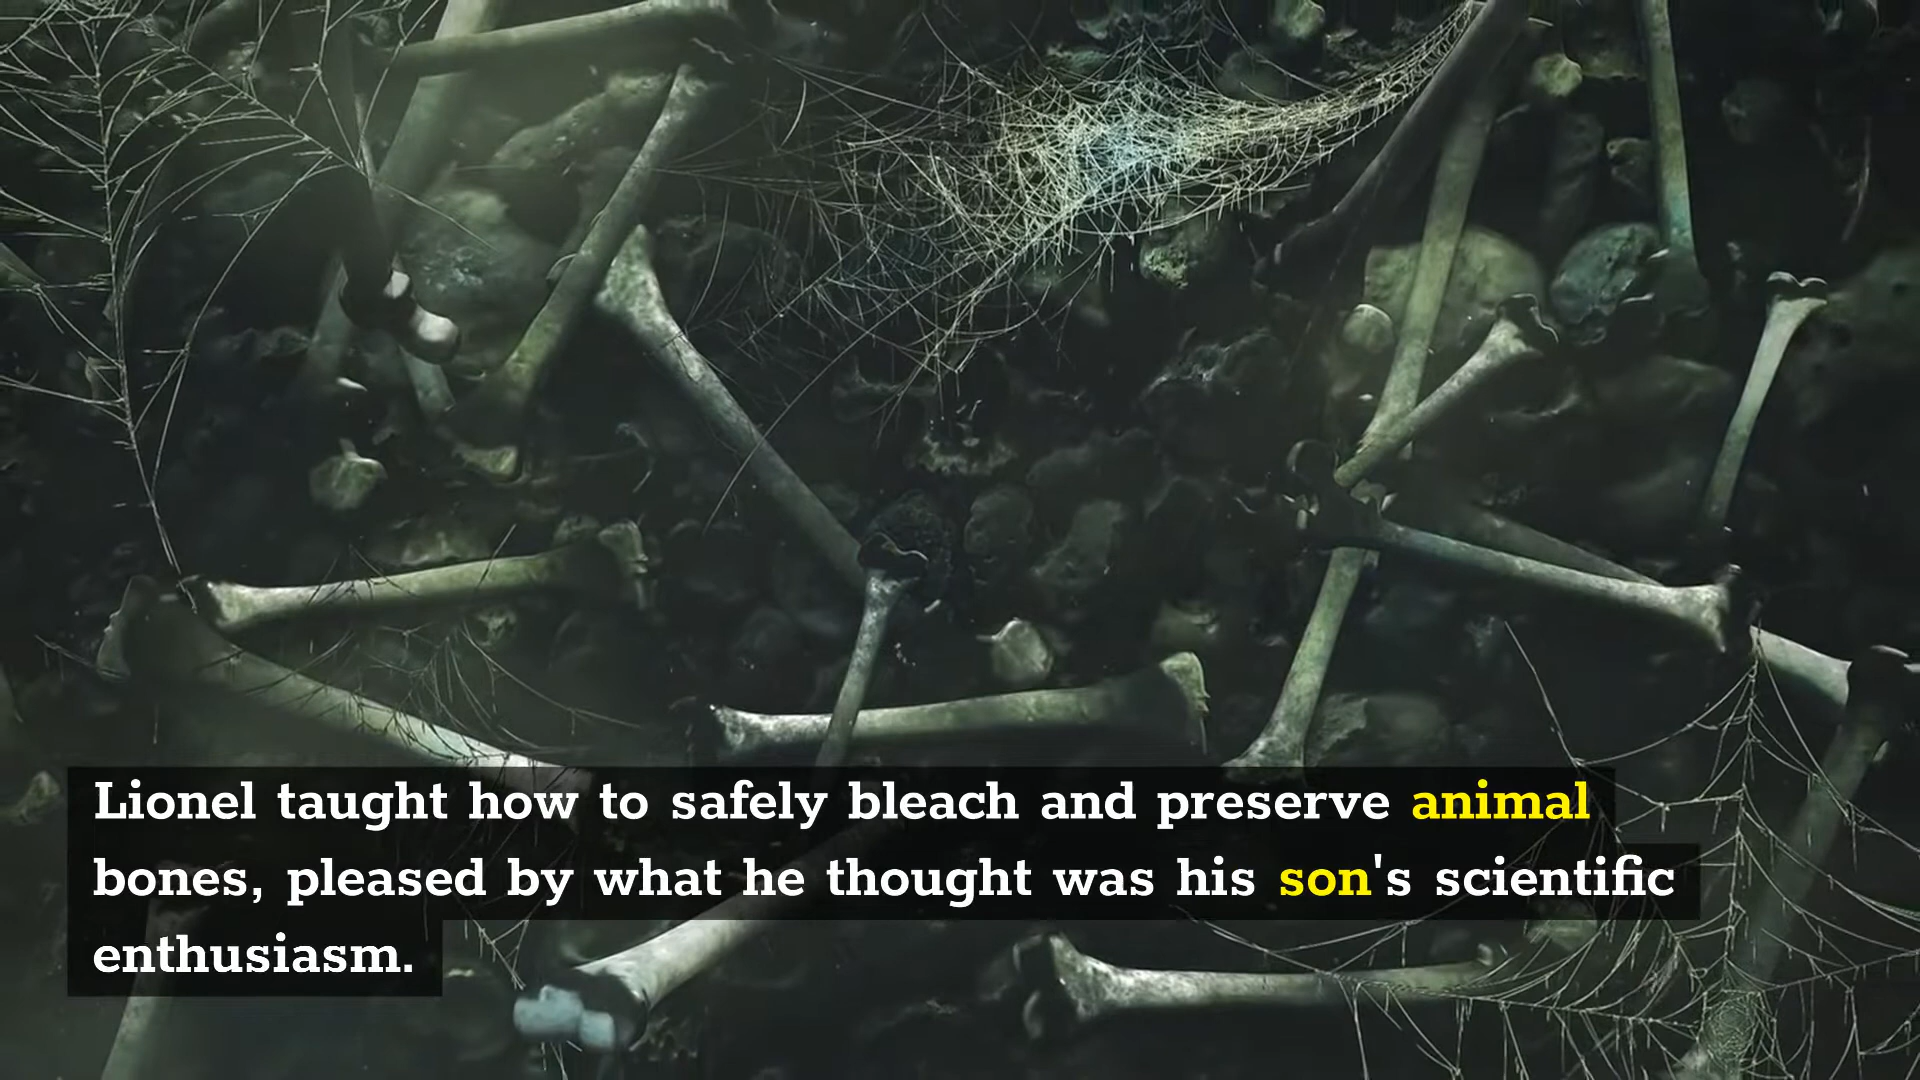 Lionel taught how to safely bleach and preserve animal
bones, pleased by what he thought was his son's scientific
enthusiasm.